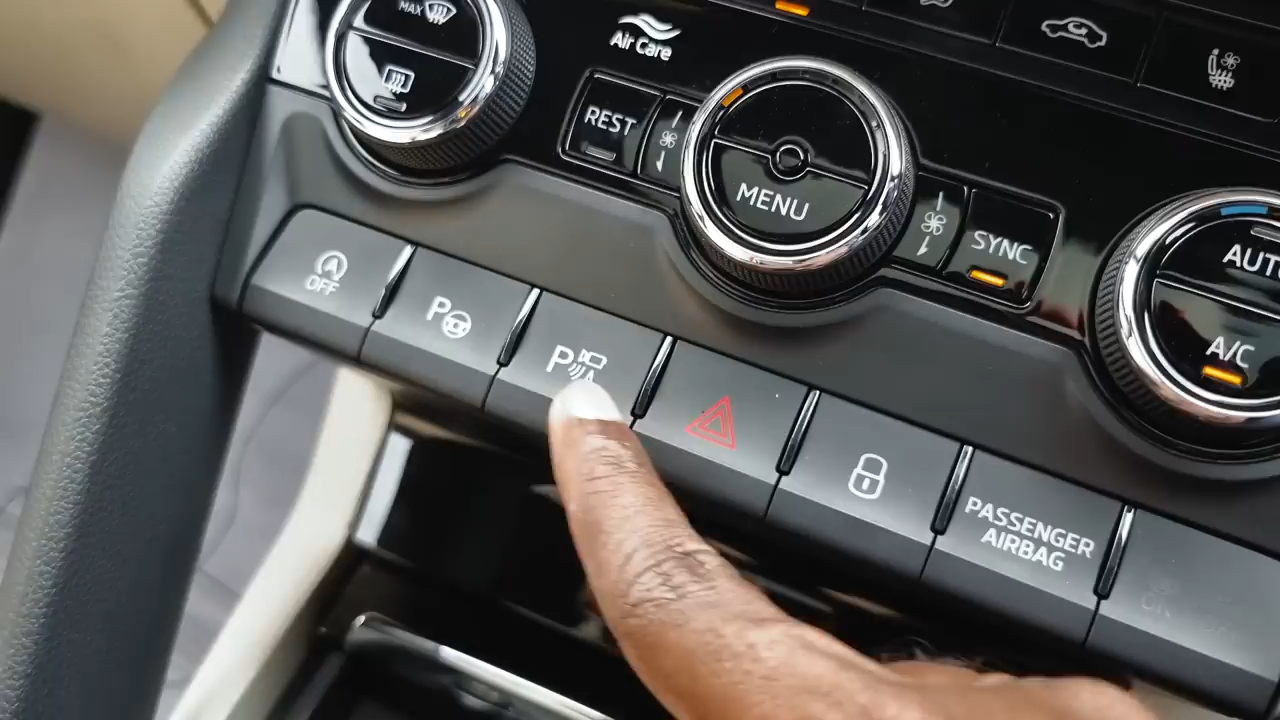 MAX
Air Care
REST
MENU
SYNC
AUTO
A/C
A
OFF
P
P
PASSENGER
AIRBAG